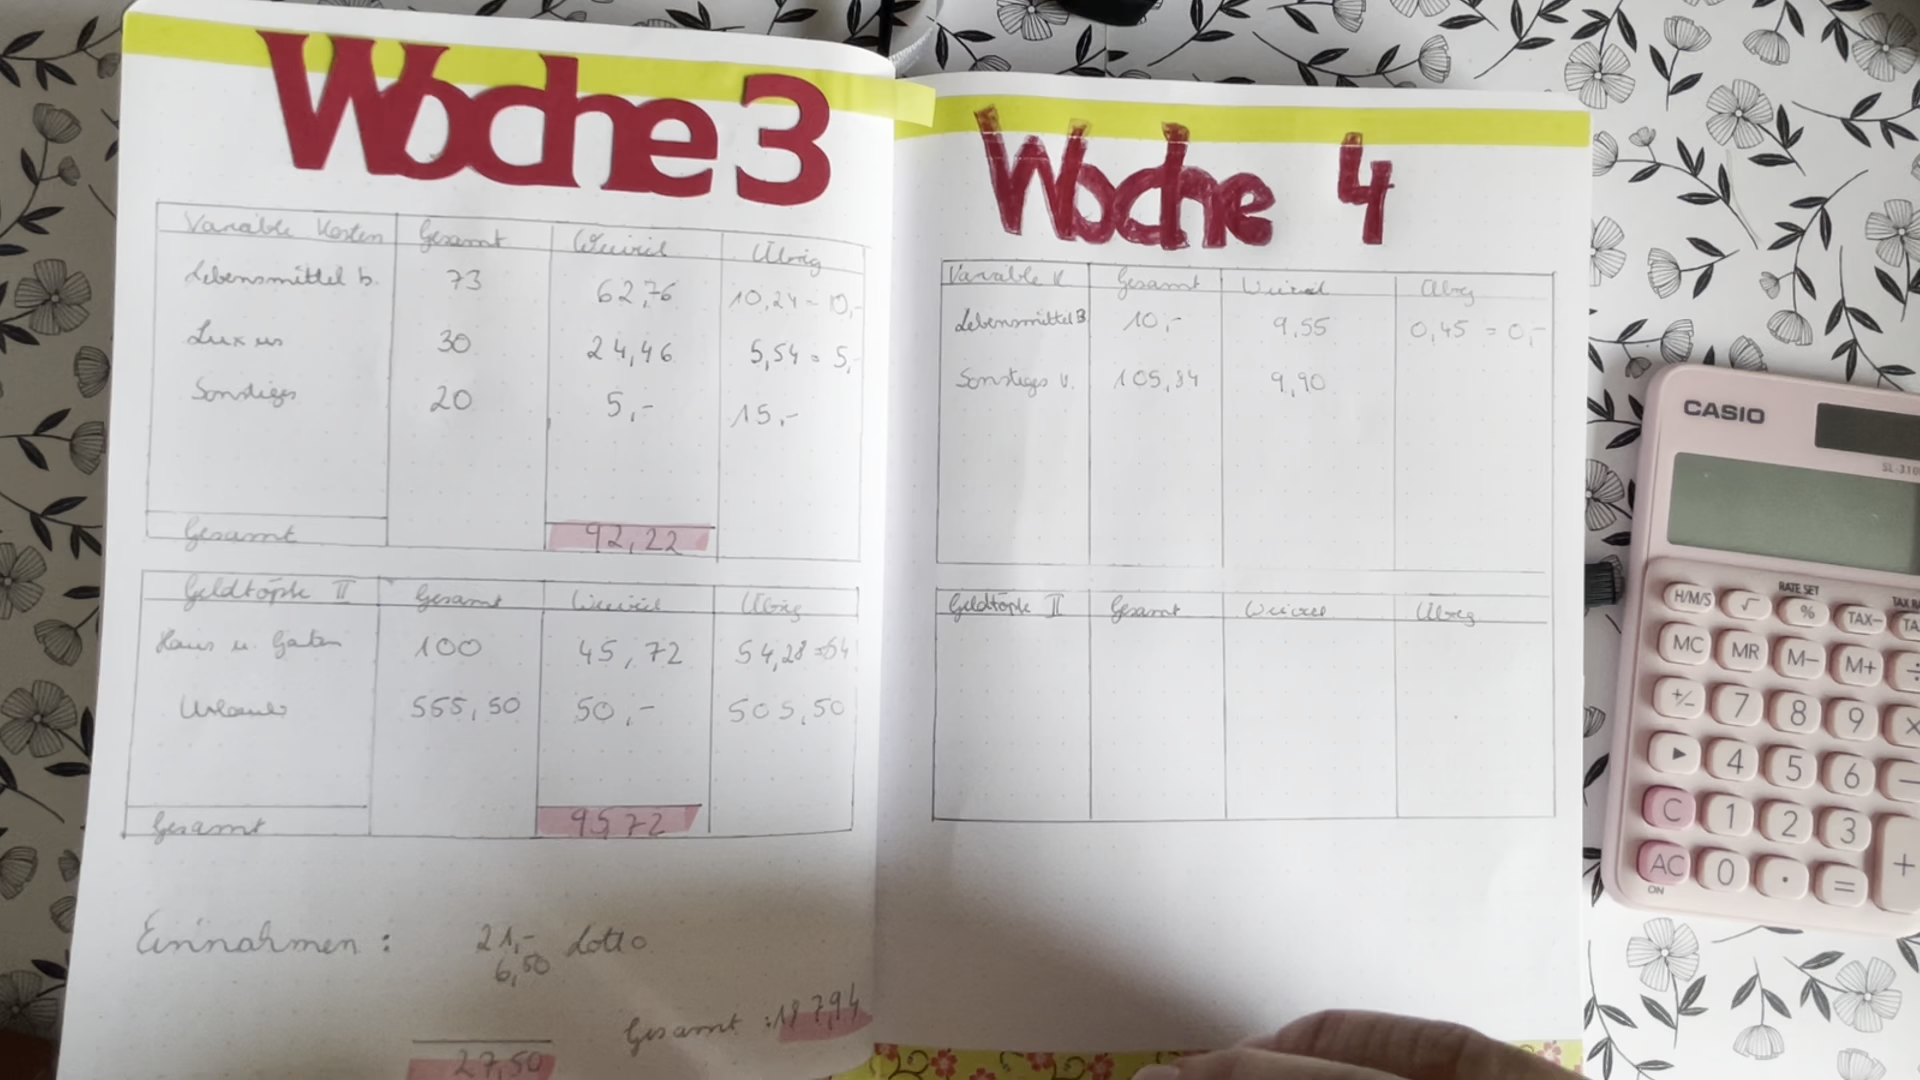 Woche 3
Variable Kosten Gesamt Wieviel Übrig
Lebensmittel b. 73 62,76 10,24 = 10,-
Luxus 30 24,46 5,54 = 5,-
Sonstiges 20 5,- 15,-
Gesamt 92,22
Geldtöpfe II Gesamt Wieviel Übrig
Haus u. Garten 100 45,72 54,28 = 54
Urlaub 555,50 50,- 505,50
Gesamt 95,72
Einnahmen : 21,- Lotto
6,50
Gesamt : 187,94
27,50
Woche 4
Variable K Gesamt Wieviel Übrig
Lebensmittel B 10,- 9,55 0,45 = 0,-
Sonstiges V. 105,84 9,90
Geldtöpfe II Gesamt Wieviel Übrig
CASIO
SL-310
RATE SET
H/M/S √ % TAX−
MC MR M− M+ ÷
+/− 7 8 9 ×
▶ 4 5 6 −
C 1 2 3
AC 0 · = +
ON